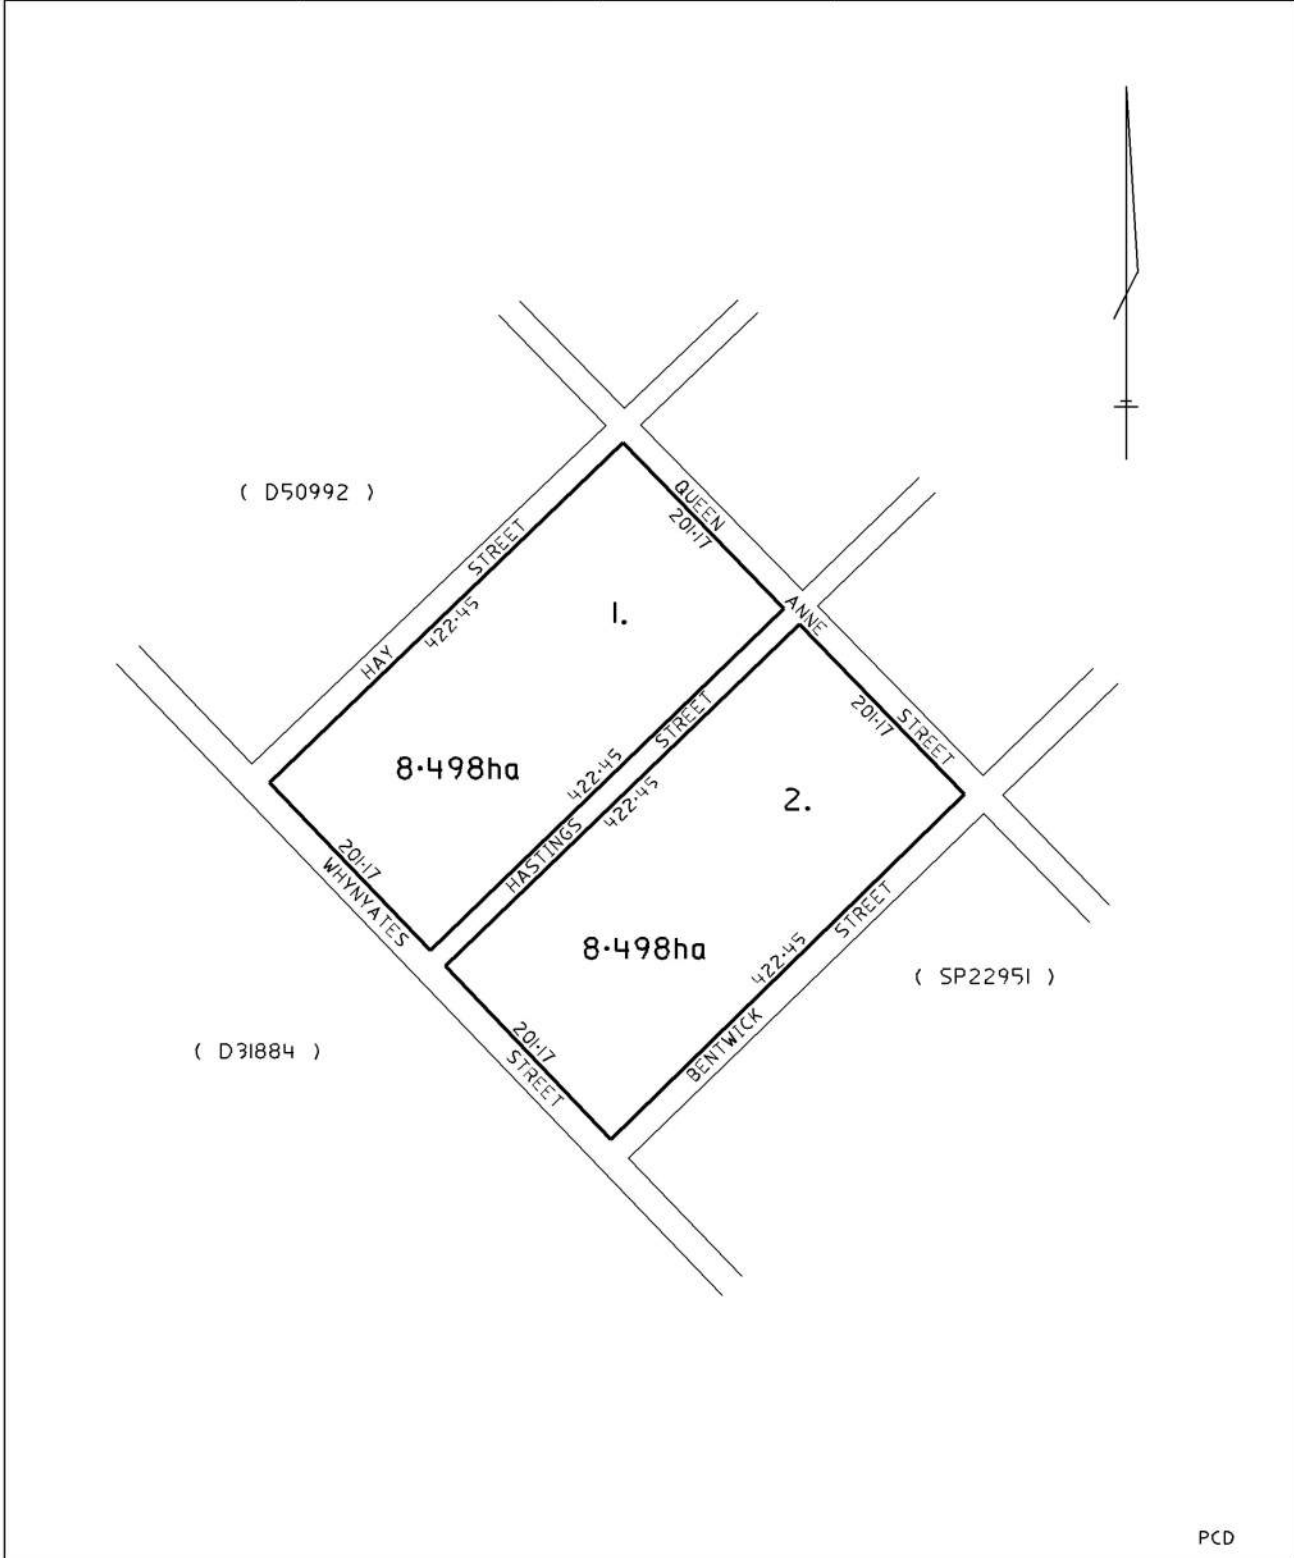 ( D50992 )
QUEEN
201·17
STREET
HAY
422·45
1.
ANNE
STREET
201·17
STREET
422·45
422·45
HASTINGS
8·498ha
2.
201·17
WHYNYATES
STREET
422·45
BENTWICK
8·498ha
( SP22951 )
201·17
STREET
( D31884 )
PCD